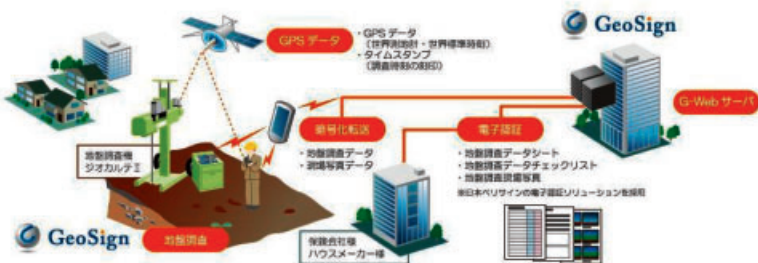 GeoSign
GPSデータ
・GPSデータ
（世界測地計・世界標準時刻）
・タイムスタンプ
（調査時刻の刻印）
G-Webサーバ
暗号化転送
・地盤調査データ
・現場写真データ
電子認証
・地盤調査データシート
・地盤調査データチェックリスト
・地盤調査現場写真
※日本ベリサインの電子認証ソリューションを採用
地盤調査機
ジオカルテⅡ
GeoSign
地盤調査
保険会社様
ハウスメーカー様